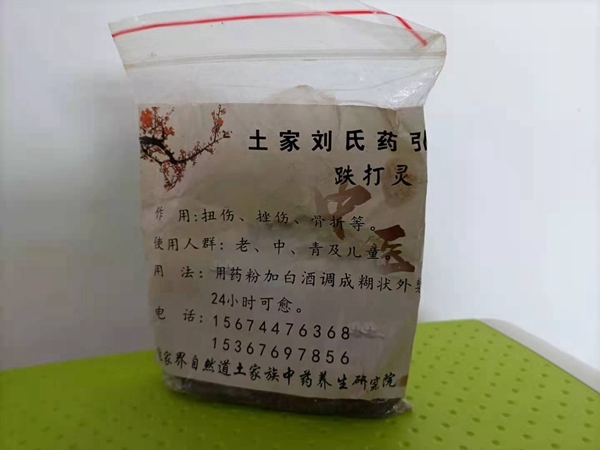 土家刘氏药引
跌打灵
中医
作 用:扭伤、挫伤、骨折等。
使用人群:老、中、青及儿童。
用 法:用药粉加白酒调成糊状外
24小时可愈。
电 话:15674476368
15367697856
家界自然道土家族中药养生研究院